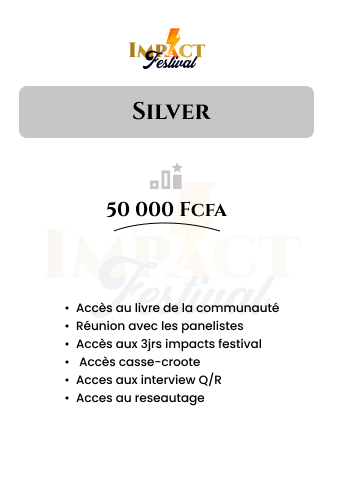 IMPACT
Festival
SILVER
50 000 FCFA
IMPACT
Festival
• Accès au livre de la communauté
• Réunion avec les panelistes
• Accès aux 3jrs impacts festival
• Accès casse-croote
• Acces aux interview Q/R
• Acces au reseautage